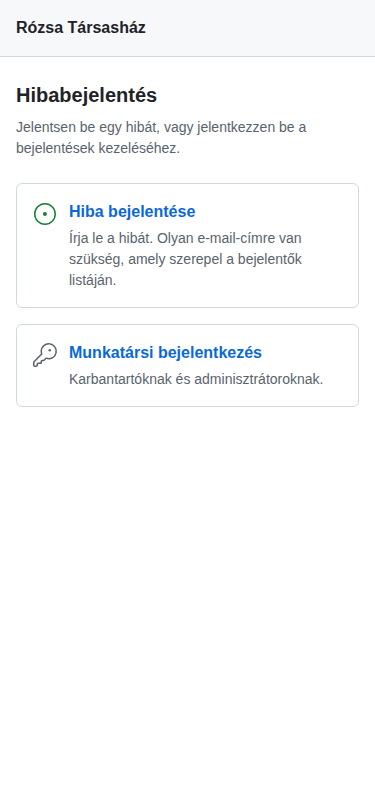 Rózsa Társasház
Hibabejelentés
Jelentsen be egy hibát, vagy jelentkezzen be a
bejelentések kezeléséhez.
Hiba bejelentése
Írja le a hibát. Olyan e-mail-címre van
szükség, amely szerepel a bejelentők
listáján.
Munkatársi bejelentkezés
Karbantartóknak és adminisztrátoroknak.